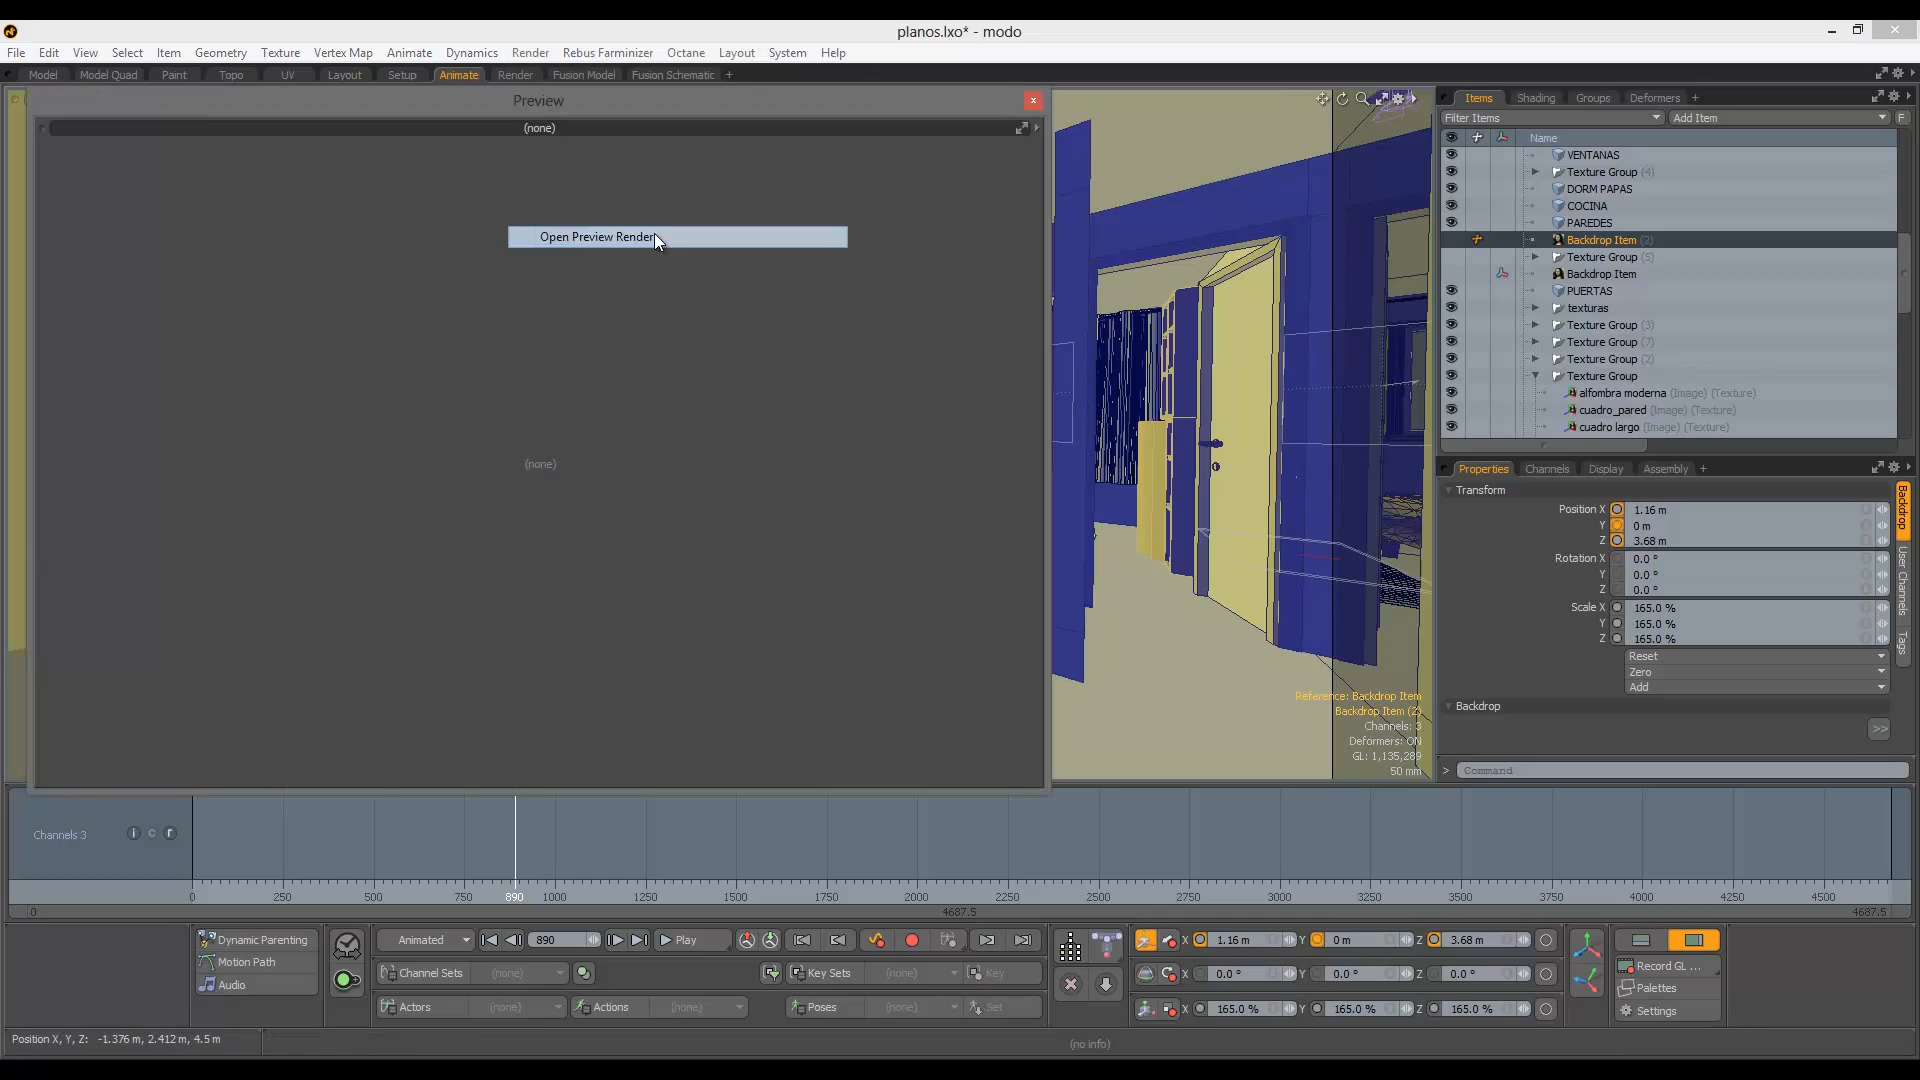 planos.lxo* - modo
File Edit View Select Item Geometry Texture Vertex Map Animate Dynamics Render Rebus Farminizer Octane Layout System Help
Model Model Quad Paint Topo UV Layout Setup Animate Render Fusion Model Fusion Schematic +
Preview
(none)
Open Preview Render
(none)
Items Shading Groups Deformers +
Filter Items Add Item F
Name
VENTANAS
Texture Group (4)
DORM PAPAS
COCINA
PAREDES
Backdrop Item (2)
Texture Group (5)
Backdrop Item
PUERTAS
texturas
Texture Group (3)
Texture Group (7)
Texture Group (2)
Texture Group
alfombra moderna (Image) (Texture)
cuadro_pared (Image) (Texture)
cuadro largo (Image) (Texture)
Properties Channels Display Assembly +
Transform
Position X 1.16 m
Y 0 m
Z 3.68 m
Rotation X 0.0 °
Y 0.0 °
Z 0.0 °
Scale X 165.0 %
Y 165.0 %
Z 165.0 %
Reset
Zero
Add
Backdrop
>>
Backdrop
User Channels
Tags
> Command
Reference: Backdrop Item
Backdrop Item (2)
Channels: 3
Deformers: ON
GL: 1,135,289
50 mm
Channels 3 i c r
0 250 500 750 890 1000 1250 1500 1750 2000 2250 2500 2750 3000 3250 3500 3750 4000 4250 4500
0 4687.5 4687.5
Dynamic Parenting
Motion Path
Audio
Animated 890 Play
Channel Sets (none) Key Sets (none) Key
Actors (none) Actions (none) Poses (none) Set
X 1.16 m Y 0 m Z 3.68 m
X 0.0 ° Y 0.0 ° Z 0.0 °
X 165.0 % Y 165.0 % Z 165.0 %
Record GL ...
Palettes
Settings
Position X, Y, Z: -1.376 m, 2.412 m, 4.5 m
(no info)